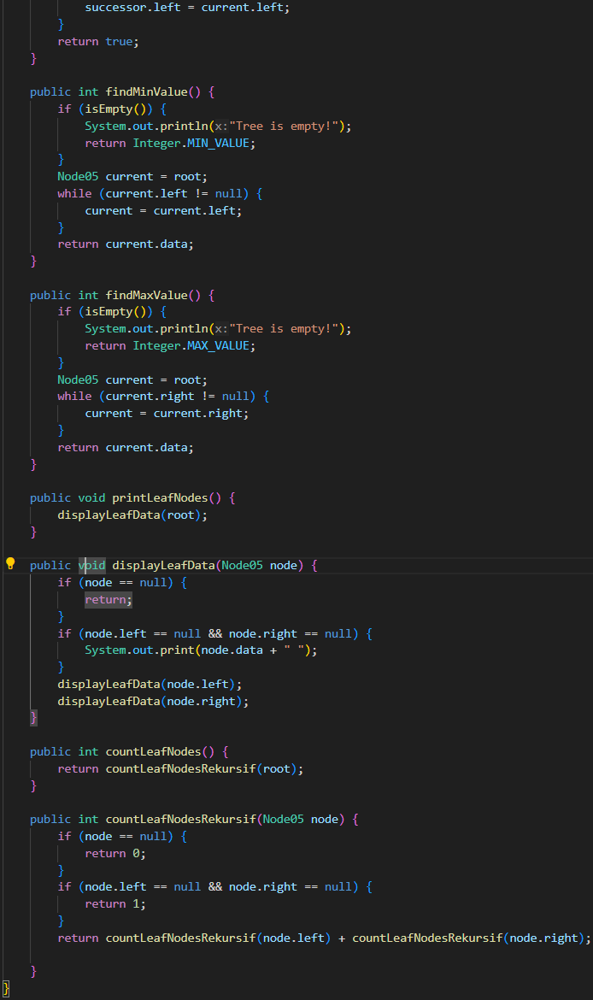 successor.left = current.left;
        }
        return true;
    }

    public int findMinValue() {
        if (isEmpty()) {
            System.out.println(x:"Tree is empty!");
            return Integer.MIN_VALUE;
        }
        Node05 current = root;
        while (current.left != null) {
            current = current.left;
        }
        return current.data;
    }

    public int findMaxValue() {
        if (isEmpty()) {
            System.out.println(x:"Tree is empty!");
            return Integer.MAX_VALUE;
        }
        Node05 current = root;
        while (current.right != null) {
            current = current.right;
        }
        return current.data;
    }

    public void printLeafNodes() {
        displayLeafData(root);
    }

    public void displayLeafData(Node05 node) {
        if (node == null) {
            return;
        }
        if (node.left == null && node.right == null) {
            System.out.print(node.data + " ");
        }
        displayLeafData(node.left);
        displayLeafData(node.right);
    }

    public int countLeafNodes() {
        return countLeafNodesRekursif(root);
    }

    public int countLeafNodesRekursif(Node05 node) {
        if (node == null) {
            return 0;
        }
        if (node.left == null && node.right == null) {
            return 1;
        }
        return countLeafNodesRekursif(node.left) + countLeafNodesRekursif(node.right);

    }
}